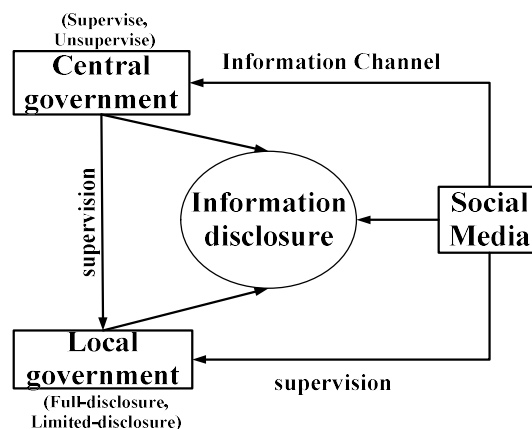 (Supervise,
Unsupervise)
Central
government
Information Channel
supervision
Information
disclosure
Social
Media
Local
government
supervision
(Full-disclosure,
Limited-disclosure)